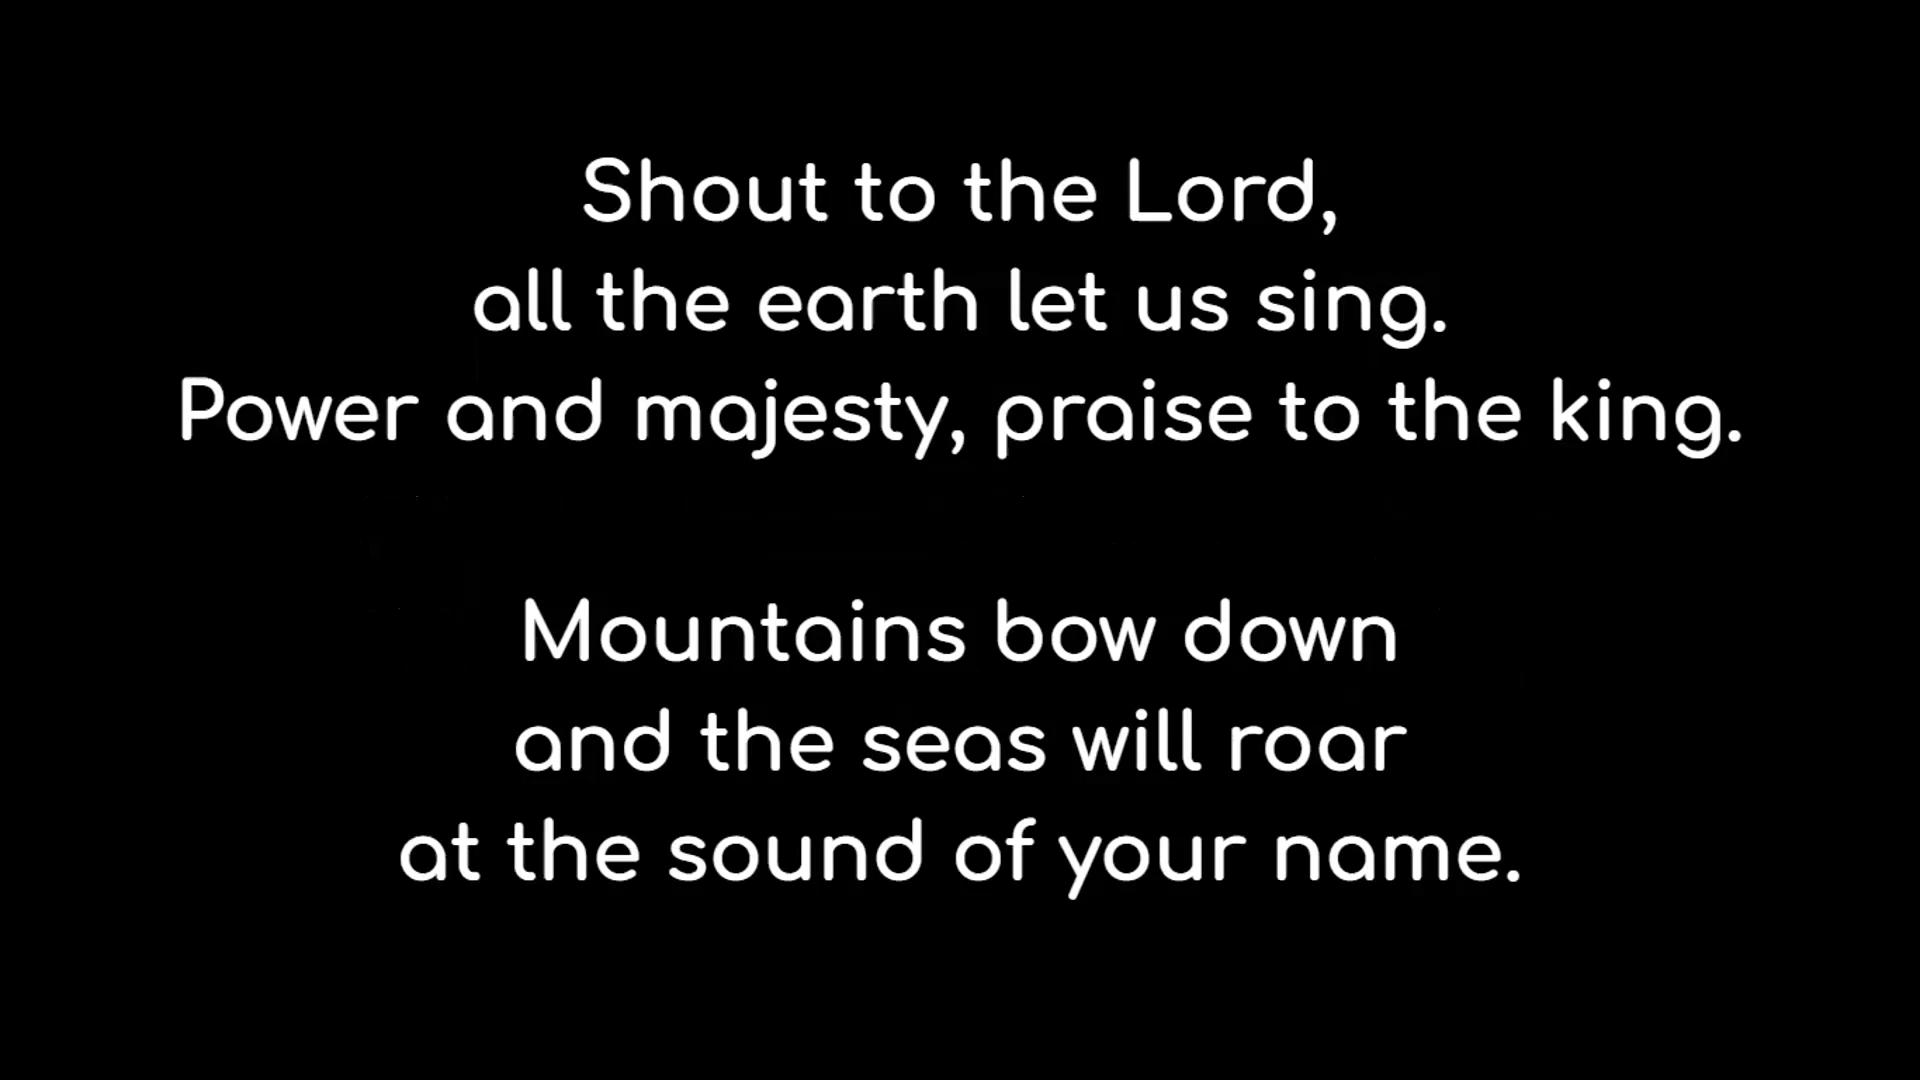 Shout to the Lord,
all the earth let us sing.
Power and majesty, praise to the king.
Mountains bow down
and the seas will roar
at the sound of your name.